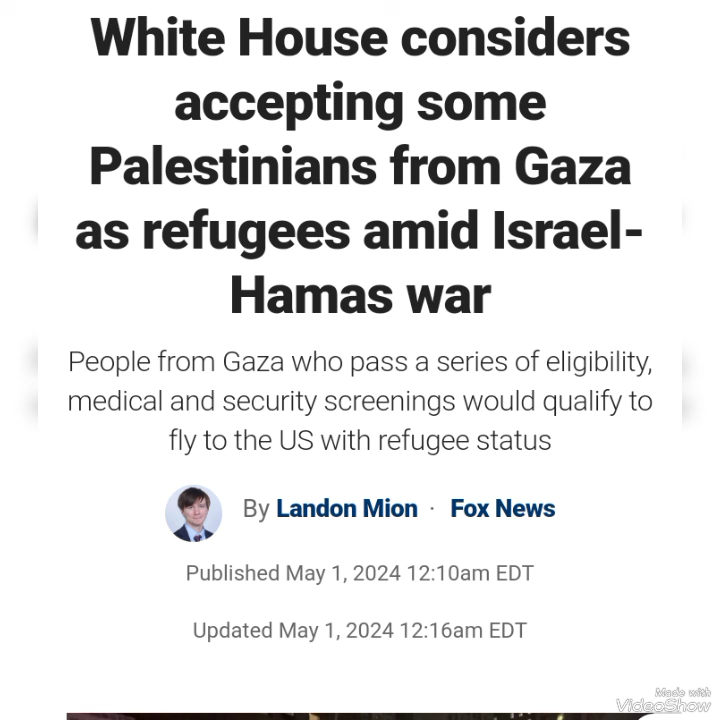 White House considers
accepting some
Palestinians from Gaza
as refugees amid Israel-
Hamas war
People from Gaza who pass a series of eligibility,
medical and security screenings would qualify to
fly to the US with refugee status
By Landon Mion · Fox News
Published May 1, 2024 12:10am EDT
Updated May 1, 2024 12:16am EDT
Made with
VideoShow